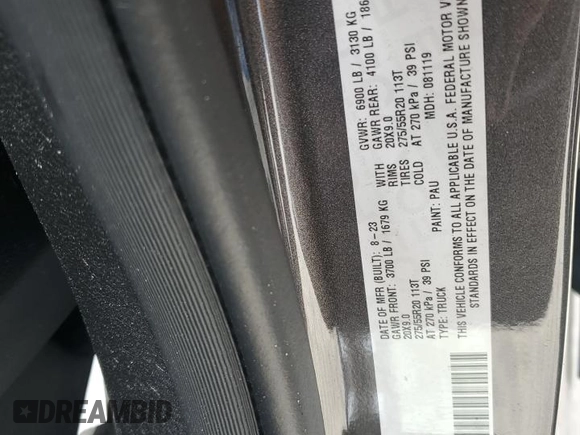 DATE OF MFR (BUILT): 8-23 GVWR: 6900 LB / 3130 KG
GAWR FRONT: 3700 LB / 1679 KG WITH GAWR REAR: 4100 LB / 186
20X9.0 RIMS 20X9.0
275/55R20 113T TIRES 275/55R20 113T
AT 270 kPa / 39 PSI COLD AT 270 kPa / 39 PSI
TYPE: TRUCK PAINT: PAU MDH: 081119
THIS VEHICLE CONFORMS TO ALL APPLICABLE U.S.A. FEDERAL MOTOR V
STANDARDS IN EFFECT ON THE DATE OF MANUFACTURE SHOWN
DREAMBID